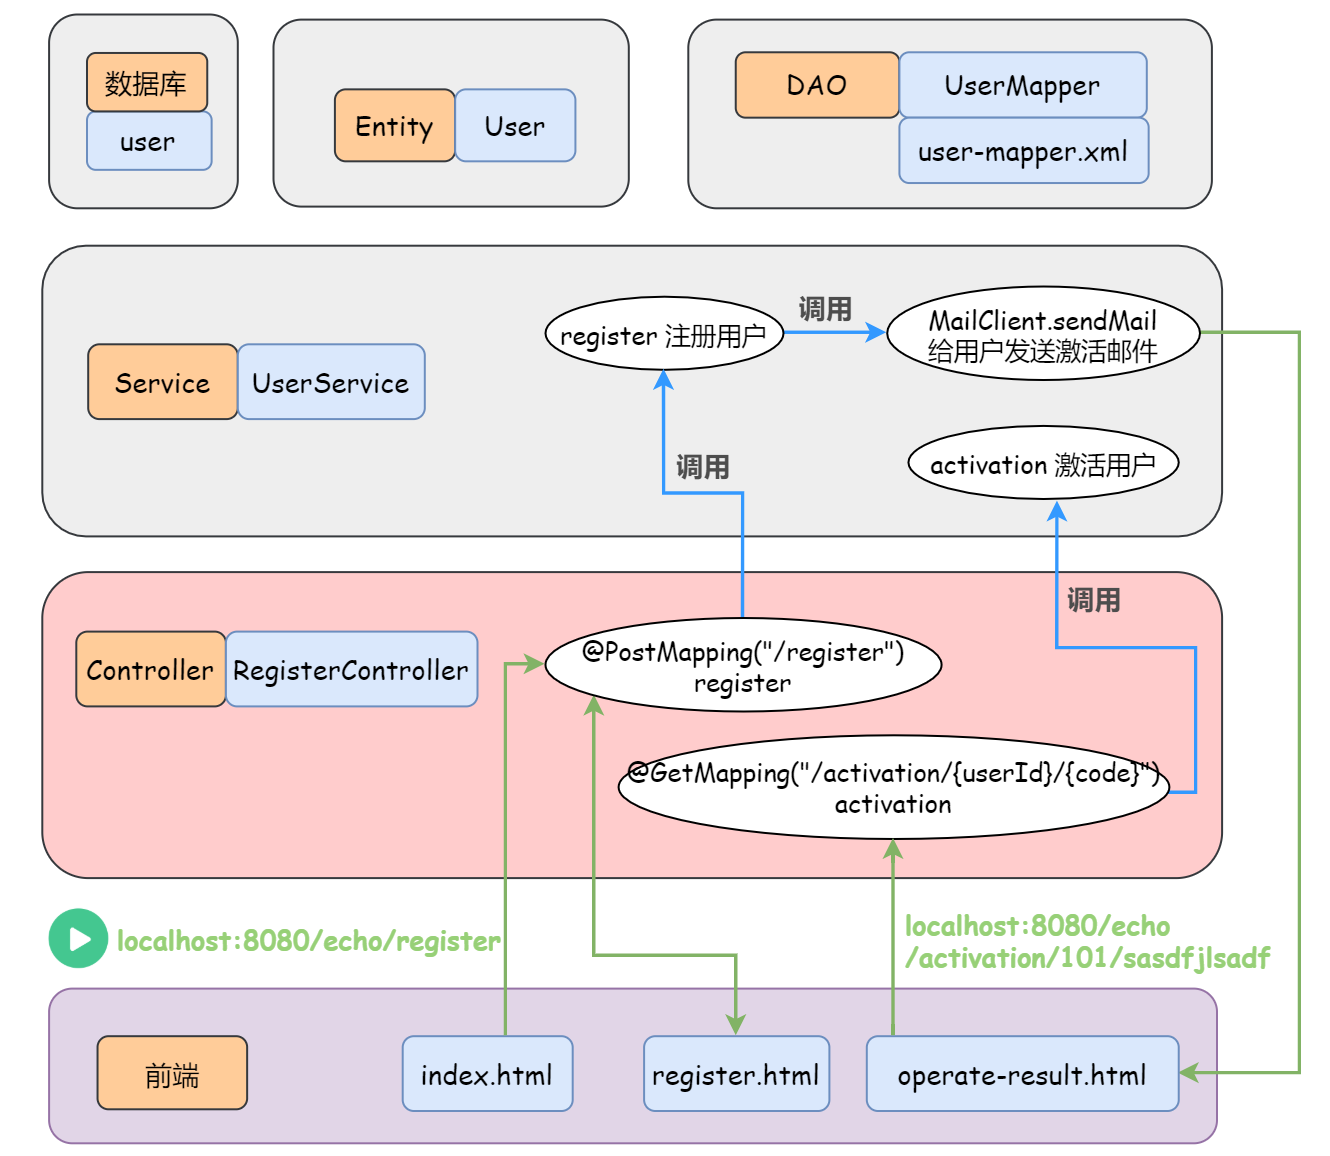 数据库
user
Entity
User
DAO
UserMapper
user-mapper.xml
Service
UserService
register 注册用户
调用
MailClient.sendMail
给用户发送激活邮件
调用
activation 激活用户
调用
Controller
RegisterController
@PostMapping("/register")
register
@GetMapping("/activation/{userId}/{code}")
activation
localhost:8080/echo/register
localhost:8080/echo
/activation/101/sasdfjlsadf
前端
index.html
register.html
operate-result.html